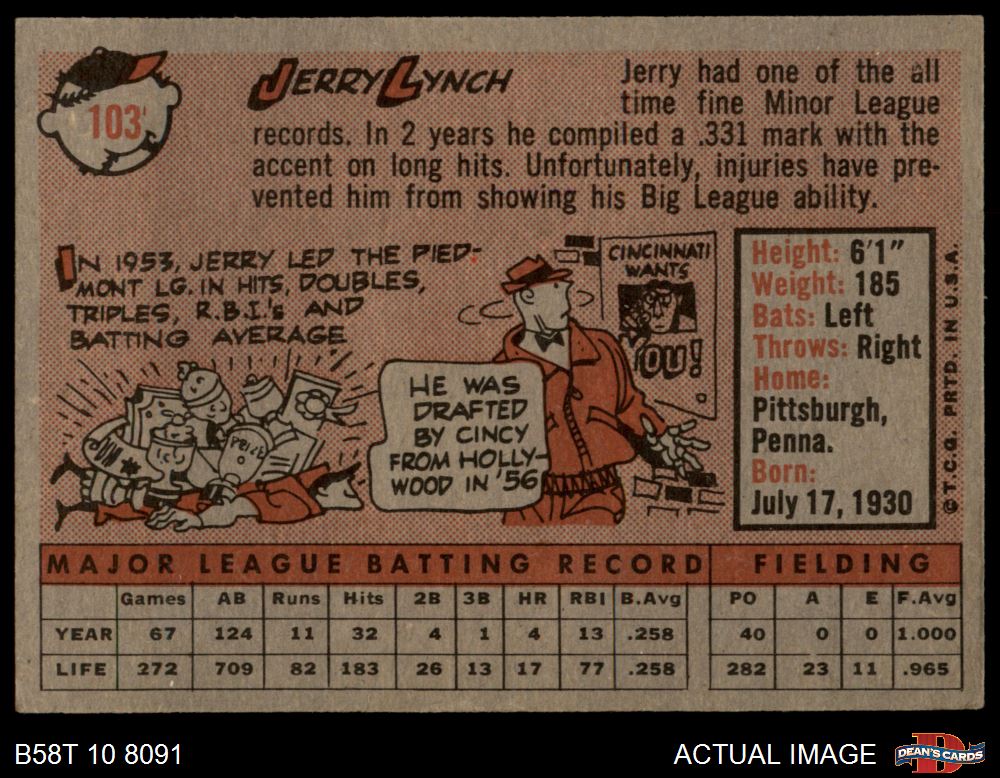 103
JERRY LYNCH
Jerry had one of the all
time fine Minor League
records. In 2 years he compiled a .331 mark with the
accent on long hits. Unfortunately, injuries have pre-
vented him from showing his Big League ability.
IN 1953, JERRY LED THE PIED-
MONT LG. IN HITS, DOUBLES,
TRIPLES, R.B.I.'s AND
BATTING AVERAGE
PRIZE
HE WAS
DRAFTED
BY CINCY
FROM HOLLY-
WOOD IN '56
CINCINNATI
WANTS
YOU!
Height: 6'1"
Weight: 185
Bats: Left
Throws: Right
Home:
Pittsburgh,
Penna.
Born:
July 17, 1930
© T.C.G. PRTD. IN U.S.A.
MAJOR LEAGUE BATTING RECORD FIELDING
Games AB Runs Hits 2B 3B HR RBI B.Avg PO A E F.Avg
YEAR 67 124 11 32 4 1 4 13 .258 40 0 0 1.000
LIFE 272 709 82 183 26 13 17 77 .258 282 23 11 .965
B58T 10 8091
ACTUAL IMAGE
DEAN'S CARDS